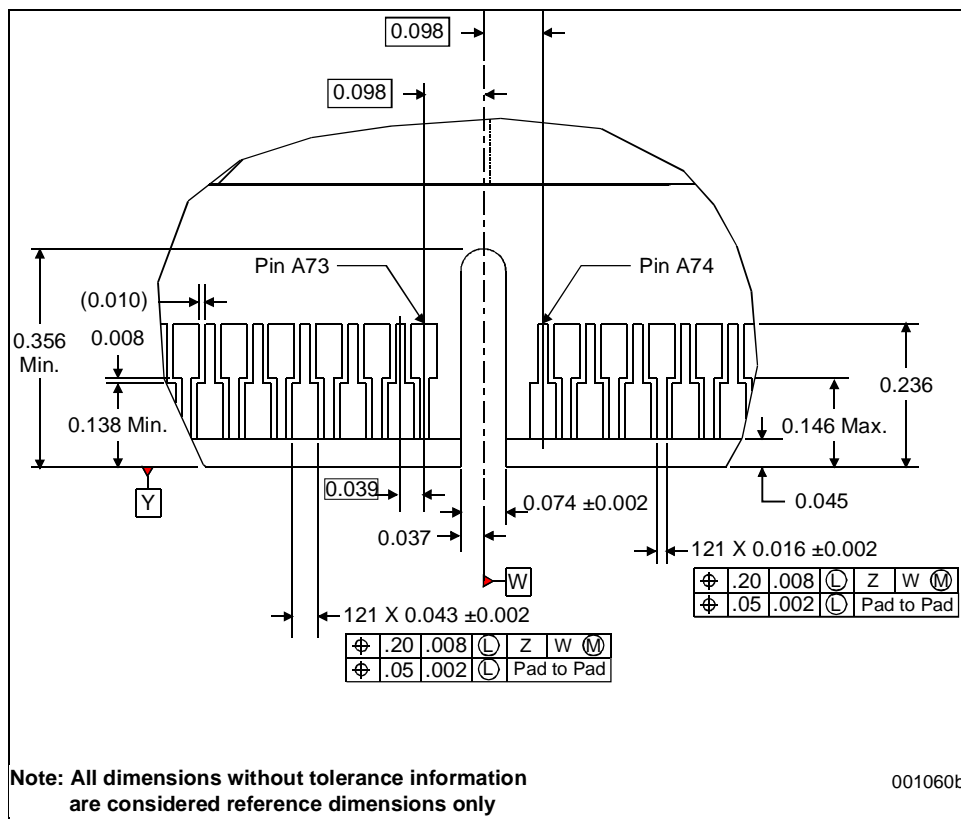 0.098
0.098
Pin A73
Pin A74
(0.010)
0.356
Min.
0.008
0.138 Min.
0.236
0.146 Max.
0.045
Y
0.039
0.074 ±0.002
0.037
W
121 X 0.016 ±0.002
⌖ .20 .008 Ⓛ Z W Ⓜ
⌖ .05 .002 Ⓛ Pad to Pad
121 X 0.043 ±0.002
⌖ .20 .008 Ⓛ Z W Ⓜ
⌖ .05 .002 Ⓛ Pad to Pad
Note: All dimensions without tolerance information
are considered reference dimensions only
001060b